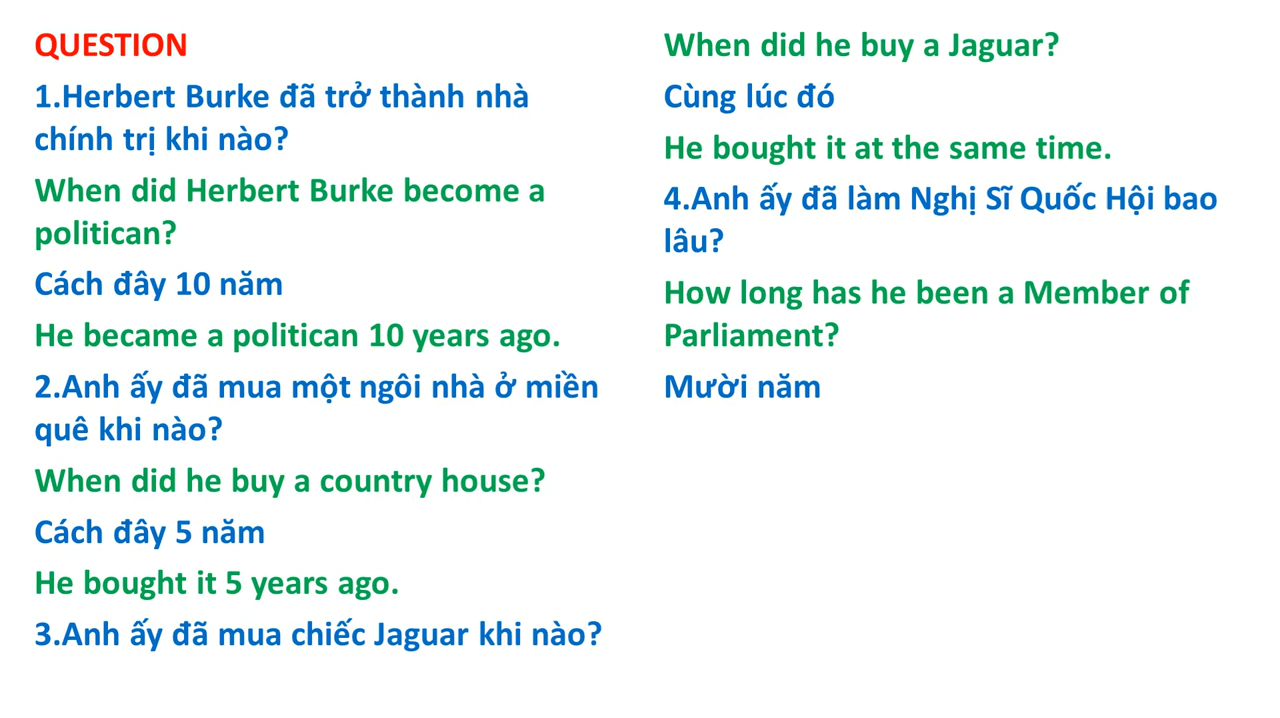 QUESTION
1.Herbert Burke đã trở thành nhà
chính trị khi nào?
When did Herbert Burke become a
politican?
Cách đây 10 năm
He became a politican 10 years ago.
2.Anh ấy đã mua một ngôi nhà ở miền
quê khi nào?
When did he buy a country house?
Cách đây 5 năm
He bought it 5 years ago.
3.Anh ấy đã mua chiếc Jaguar khi nào?
When did he buy a Jaguar?
Cùng lúc đó
He bought it at the same time.
4.Anh ấy đã làm Nghị Sĩ Quốc Hội bao
lâu?
How long has he been a Member of
Parliament?
Mười năm